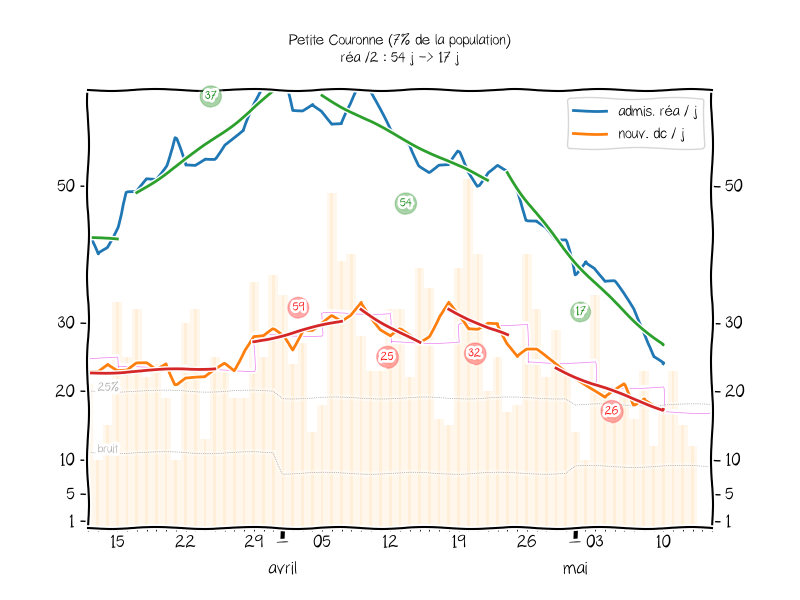 Petite Couronne (7% de la population)
réa /2 : 54 j -> 17 j
admis. réa / j
nouv. dc / j
37
54
59
17
25
32
26
25%
bruit
50
30
20
10
5
1
50
30
20
10
5
1
15 22 29 05 12 19 26 03 10
avril mai